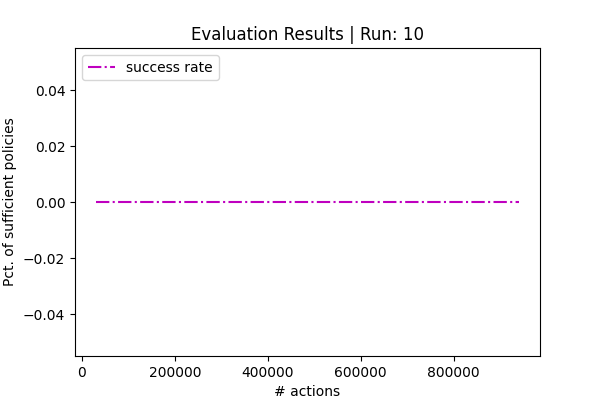 Evaluation Results | Run: 10
success rate
Pct. of sufficient policies
0.04
0.02
0.00
−0.02
−0.04
0 200000 400000 600000 800000
# actions